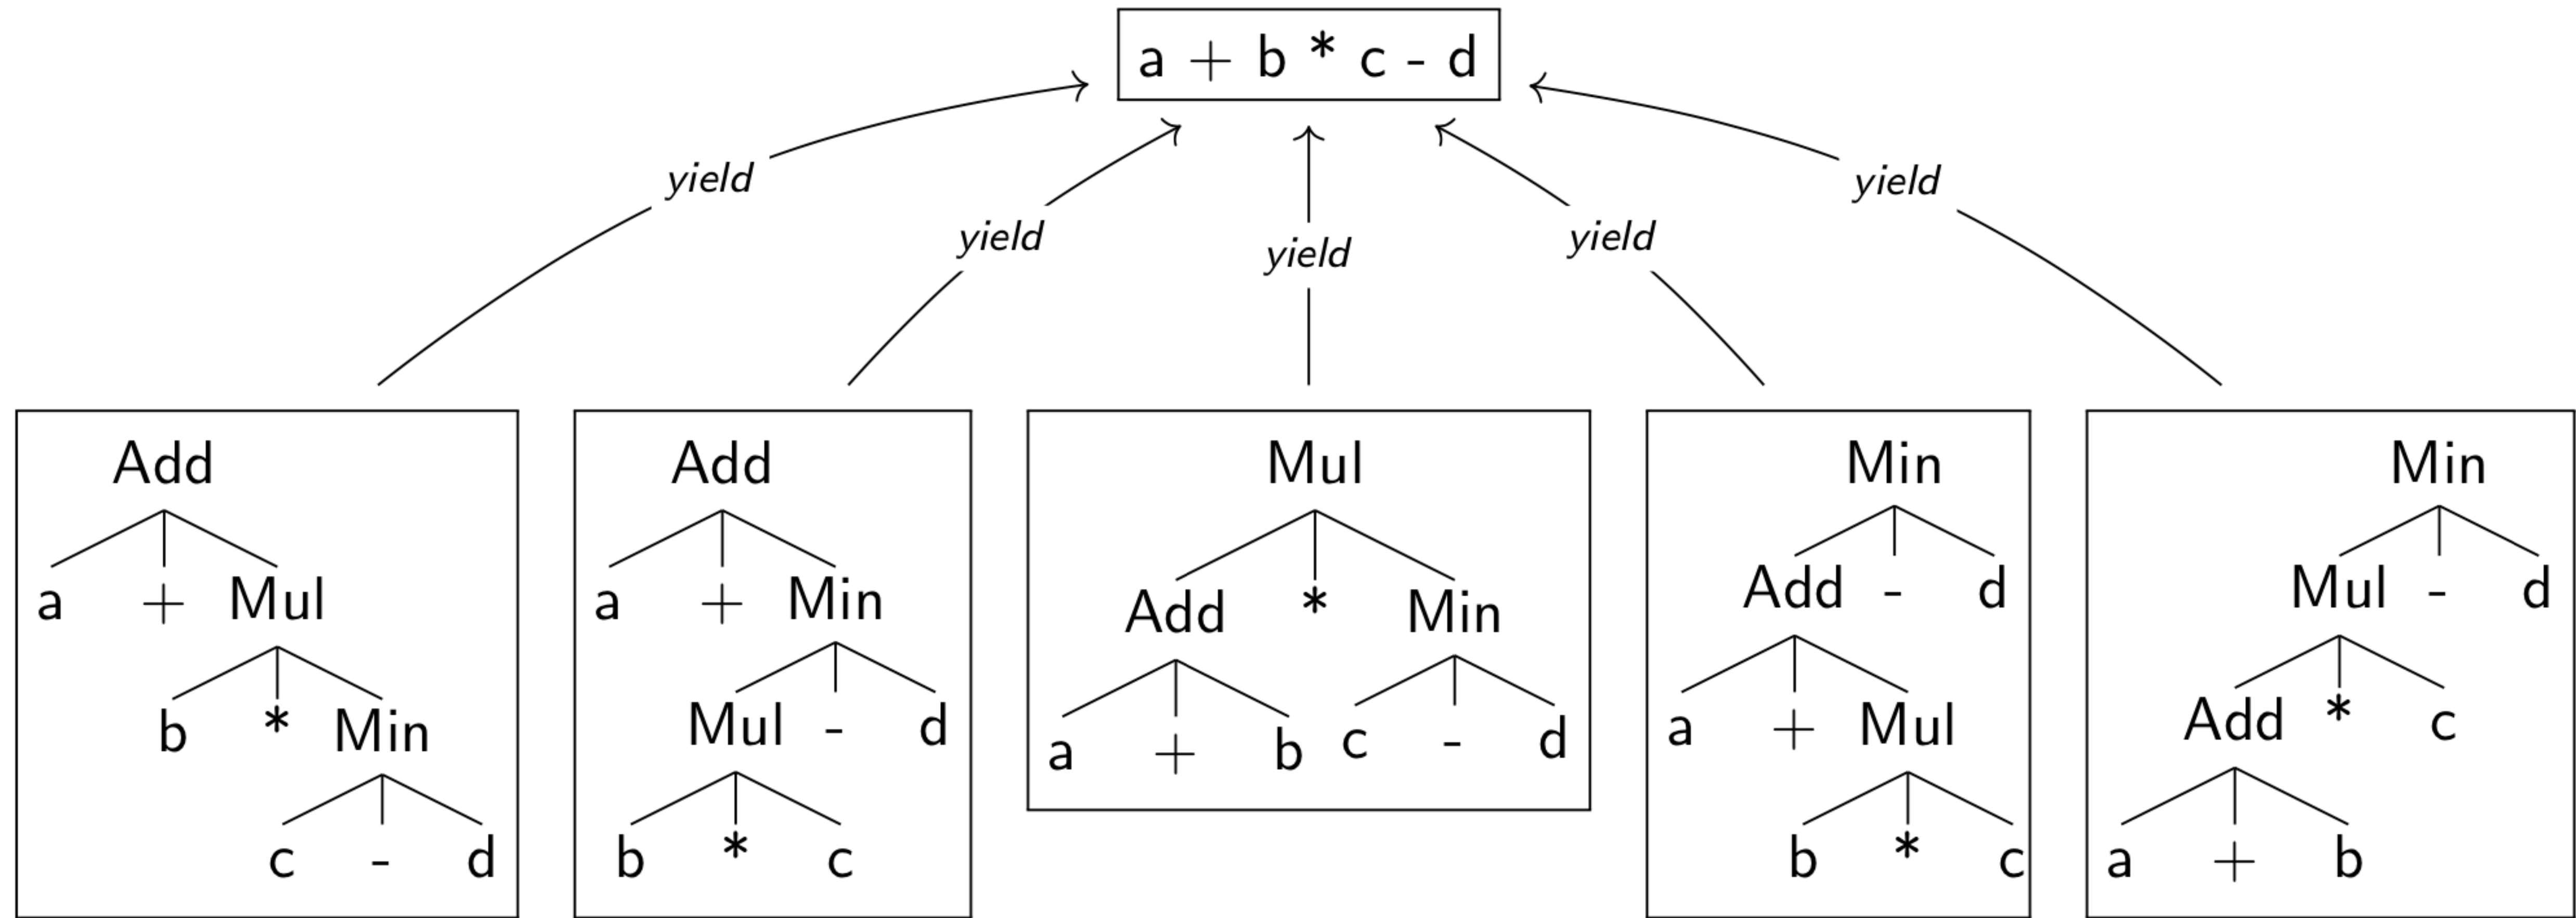 a + b * c - d
yield
yield
yield
yield
yield
Add
a + Mul
b * Min
c - d
Add
a + Min
Mul - d
b * c
Mul
Add * Min
a + b c - d
Min
Add - d
a + Mul
b * c
Min
Mul - d
Add * c
a + b